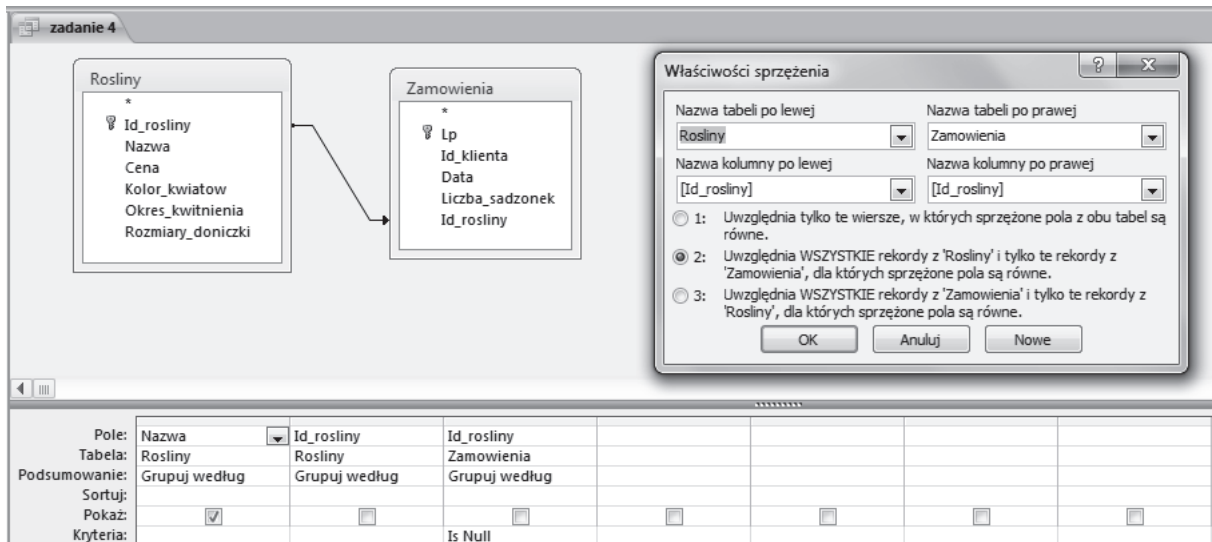 zadanie 4
Rosliny
*
Id_rosliny
Nazwa
Cena
Kolor_kwiatow
Okres_kwitnienia
Rozmiary_doniczki
Zamowienia
*
Lp
Id_klienta
Data
Liczba_sadzonek
Id_rosliny
Właściwości sprzężenia
Nazwa tabeli po lewej Nazwa tabeli po prawej
Rosliny Zamowienia
Nazwa kolumny po lewej Nazwa kolumny po prawej
[Id_rosliny] [Id_rosliny]
1: Uwzględnia tylko te wiersze, w których sprzężone pola z obu tabel są
równe.
2: Uwzględnia WSZYSTKIE rekordy z 'Rosliny' i tylko te rekordy z
'Zamowienia', dla których sprzężone pola są równe.
3: Uwzględnia WSZYSTKIE rekordy z 'Zamowienia' i tylko te rekordy z
'Rosliny', dla których sprzężone pola są równe.
OK Anuluj Nowe
Pole: Nazwa Id_rosliny Id_rosliny
Tabela: Rosliny Rosliny Zamowienia
Podsumowanie: Grupuj według Grupuj według Grupuj według
Sortuj:
Pokaż:
Kryteria: Is Null